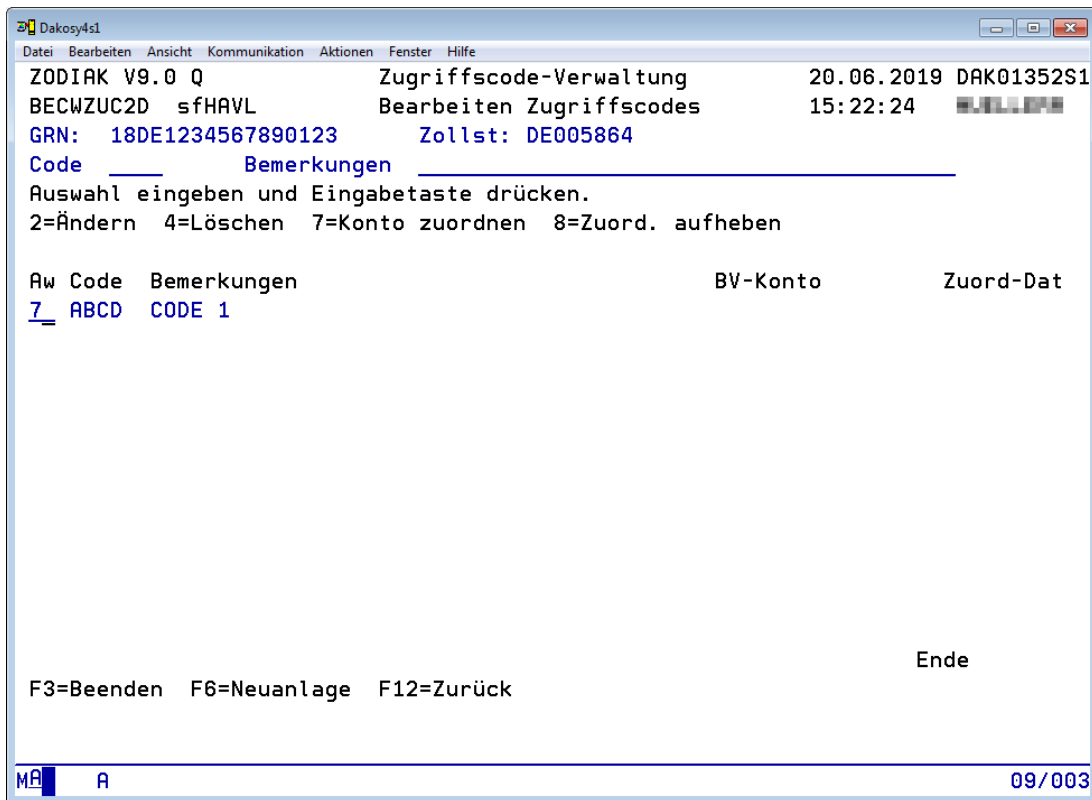 Dakosy4s1
Datei Bearbeiten Ansicht Kommunikation Aktionen Fenster Hilfe
ZODIAK V9.0 Q Zugriffscode-Verwaltung 20.06.2019 DAK01352S1
BECWZUC2D sfHAVL Bearbeiten Zugriffscodes 15:22:24
GRN: 18DE1234567890123 Zollst: DE005864
Code ____ Bemerkungen ________________________________________
Auswahl eingeben und Eingabetaste drücken.
2=Ändern 4=Löschen 7=Konto zuordnen 8=Zuord. aufheben
Aw Code Bemerkungen BV-Konto Zuord-Dat
7_ ABCD CODE 1
Ende
F3=Beenden F6=Neuanlage F12=Zurück
MA A 09/003